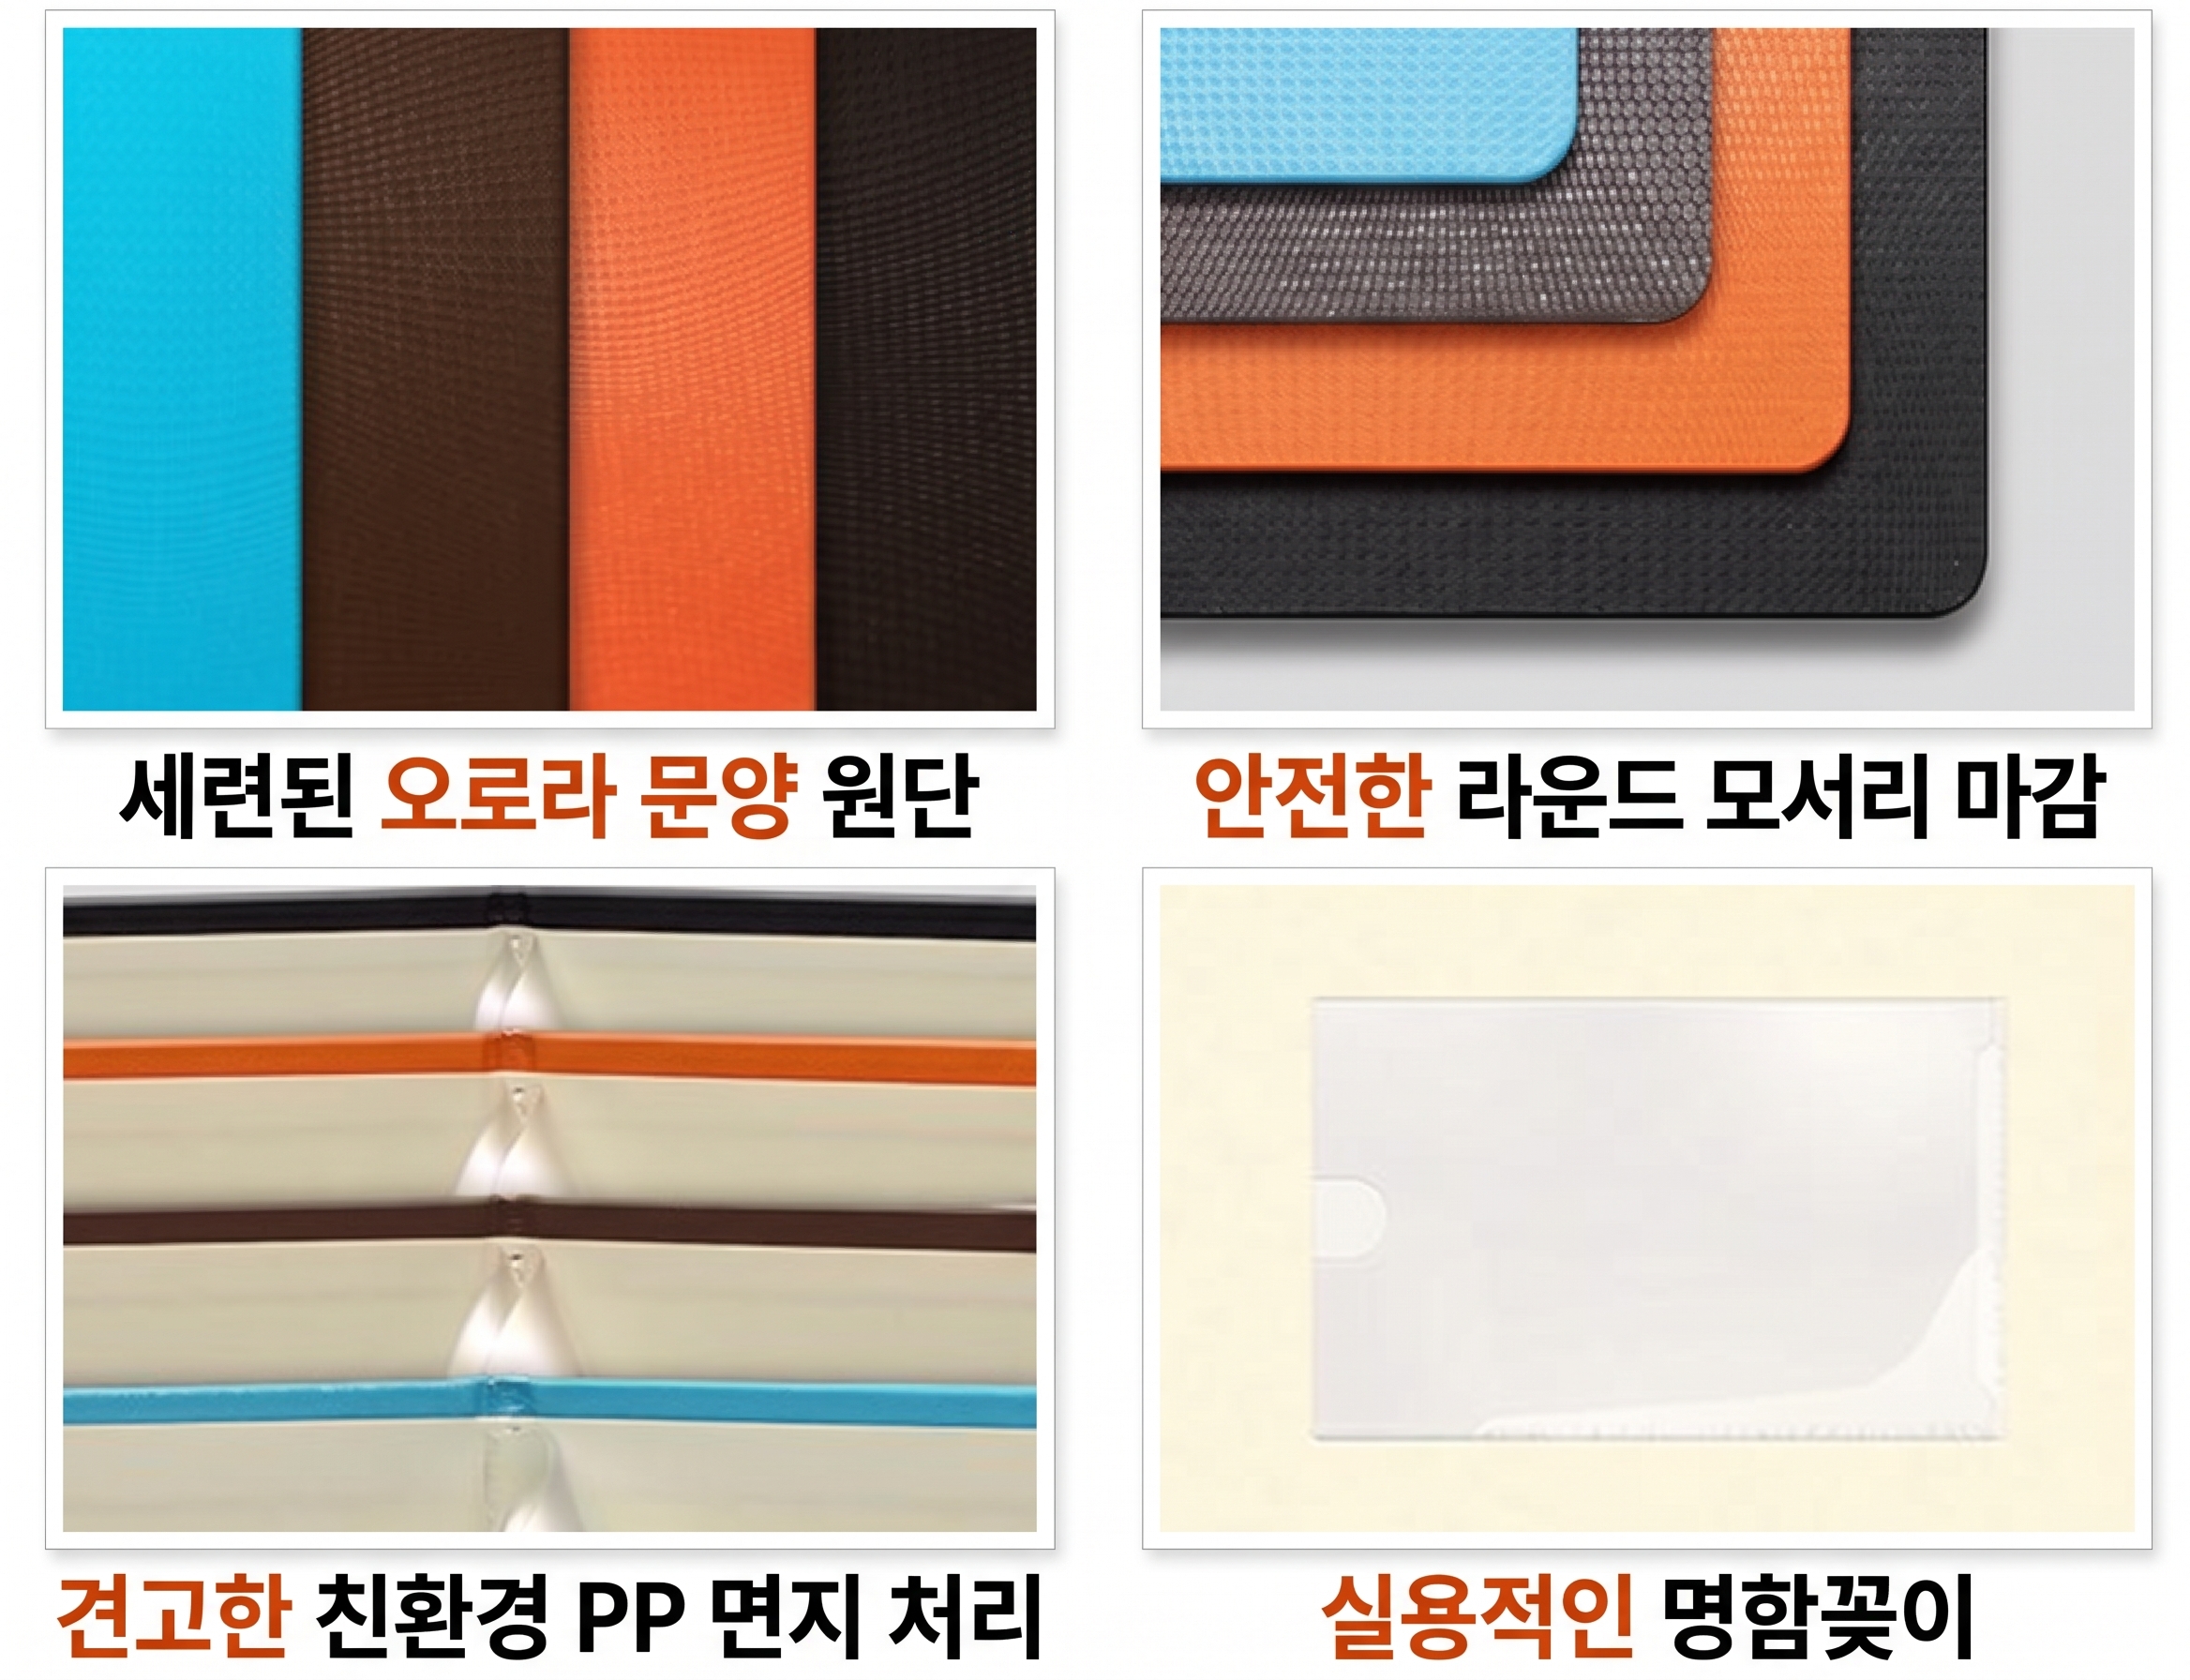 세련된 오로라 문양 원단
안전한 라운드 모서리 마감
견고한 친환경 PP 면지 처리
실용적인 명함꽂이